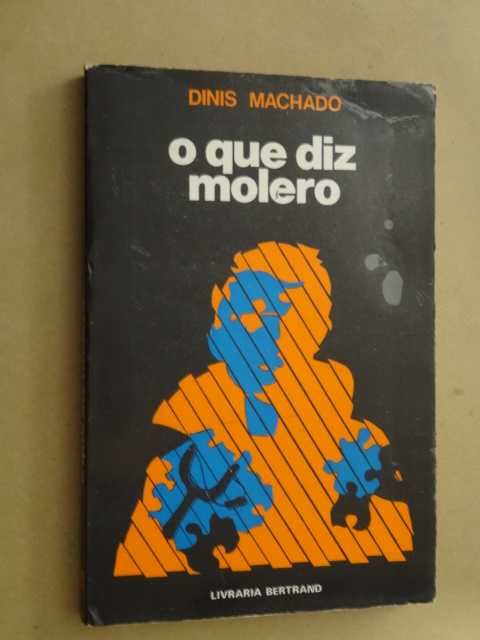 DINIS MACHADO
o que diz
molero
LIVRARIA BERTRAND